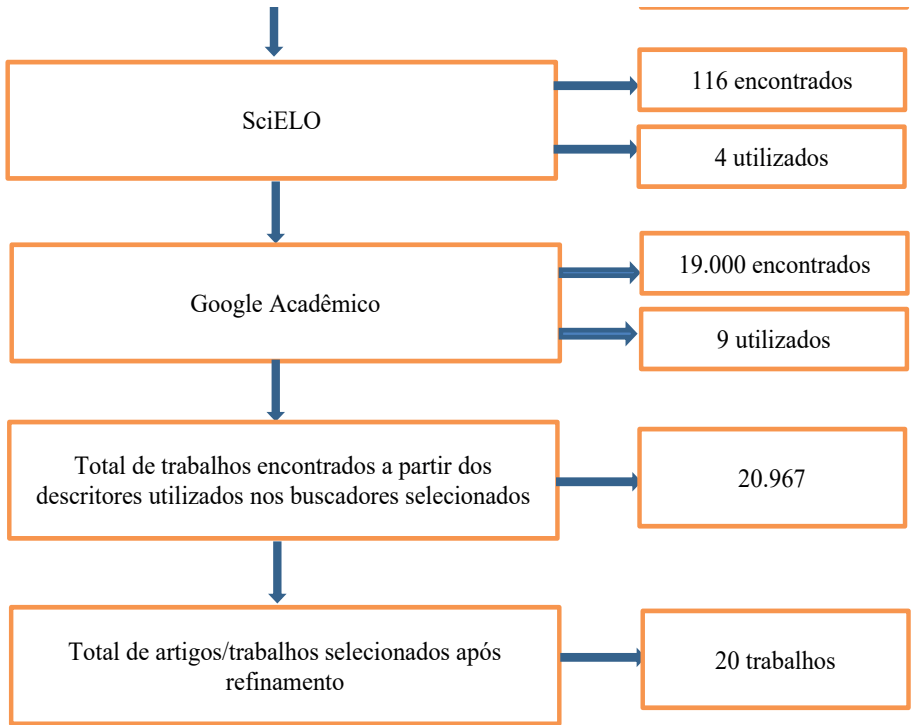 SciELO
116 encontrados
4 utilizados
Google Acadêmico
19.000 encontrados
9 utilizados
Total de trabalhos encontrados a partir dos
descritores utilizados nos buscadores selecionados
20.967
Total de artigos/trabalhos selecionados após
refinamento
20 trabalhos